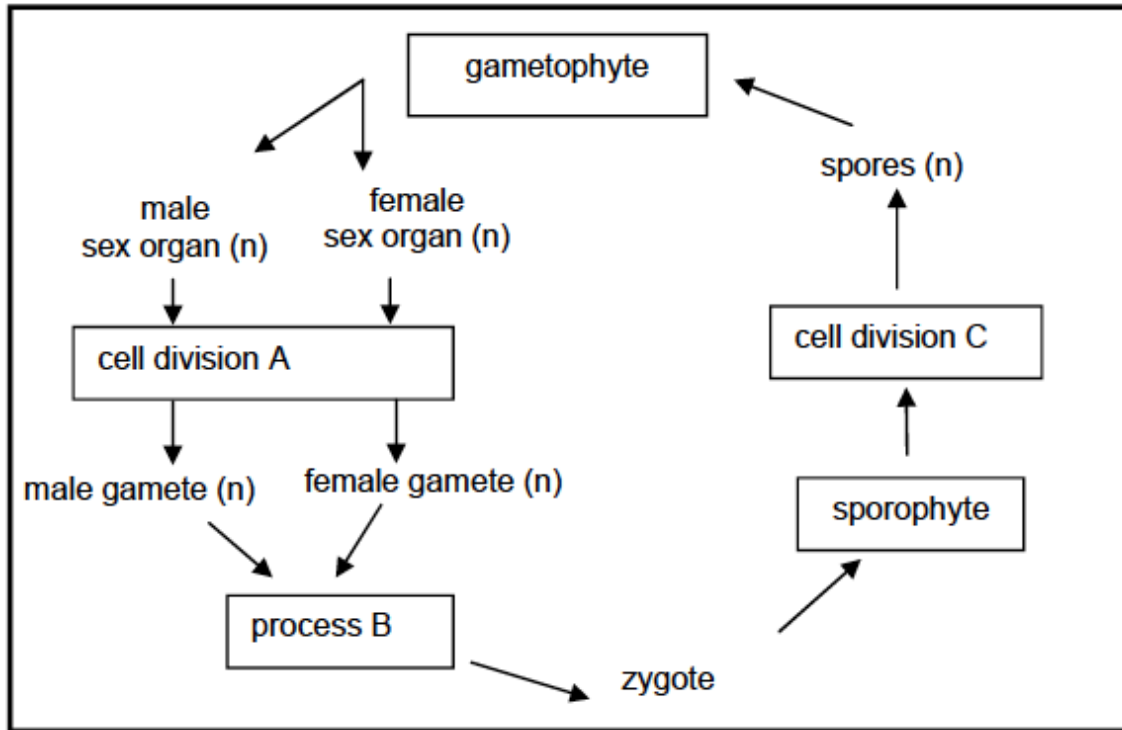 gametophyte
spores (n)
male
sex organ (n)
female
sex organ (n)
cell division A
cell division C
male gamete (n)
female gamete (n)
sporophyte
process B
zygote